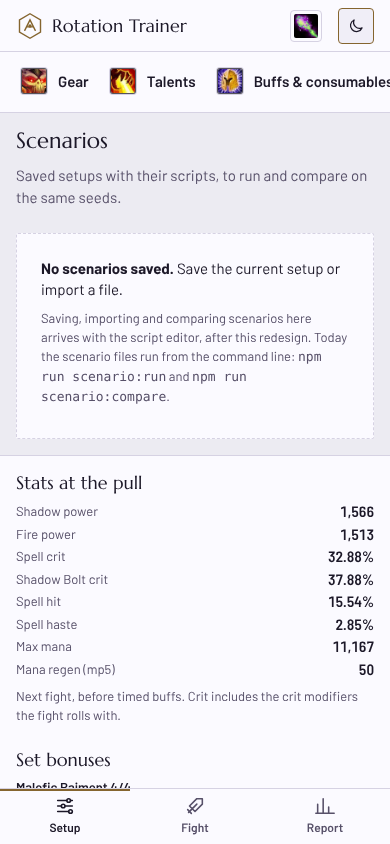 Rotation Trainer
Gear
Talents
Buffs & consumables
Scenarios
Saved setups with their scripts, to run and compare on
the same seeds.
No scenarios saved. Save the current setup or
import a file.
Saving, importing and comparing scenarios here
arrives with the script editor, after this redesign. Today
the scenario files run from the command line: npm
run scenario:run and npm run
scenario:compare.
Stats at the pull
Shadow power 1,566
Fire power 1,513
Spell crit 32.88%
Shadow Bolt crit 37.88%
Spell hit 15.54%
Spell haste 2.85%
Max mana 11,167
Mana regen (mp5) 50
Next fight, before timed buffs. Crit includes the crit modifiers
the fight rolls with.
Set bonuses
Malefic Raiment 4/4
Setup
Fight
Report